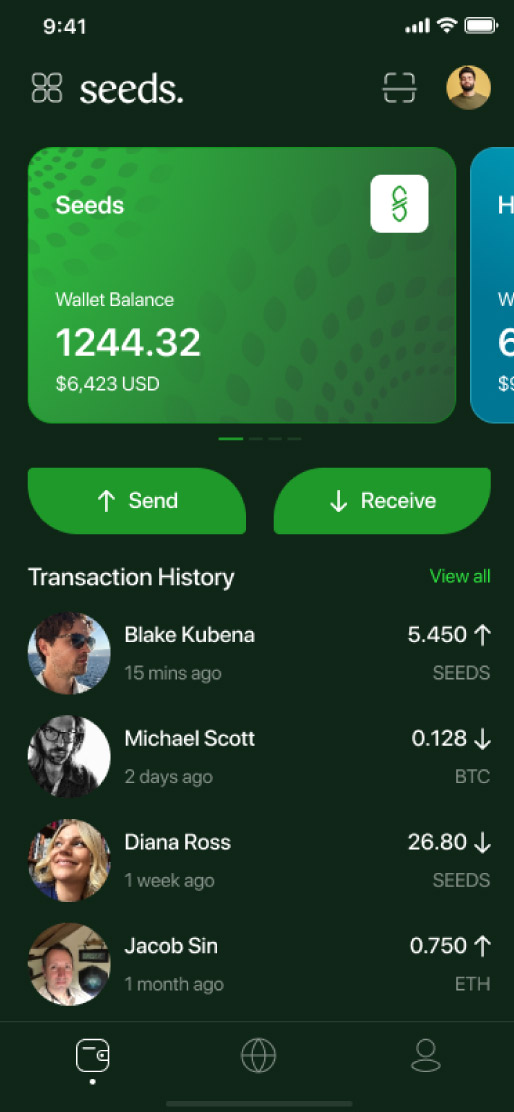 9:41
seeds.
Seeds
H
Wallet Balance
W
1244.32
6
$6,423 USD
$9
Send
Receive
Transaction History
View all
Blake Kubena
5.450
15 mins ago
SEEDS
Michael Scott
0.128
2 days ago
BTC
Diana Ross
26.80
1 week ago
SEEDS
Jacob Sin
0.750
1 month ago
ETH